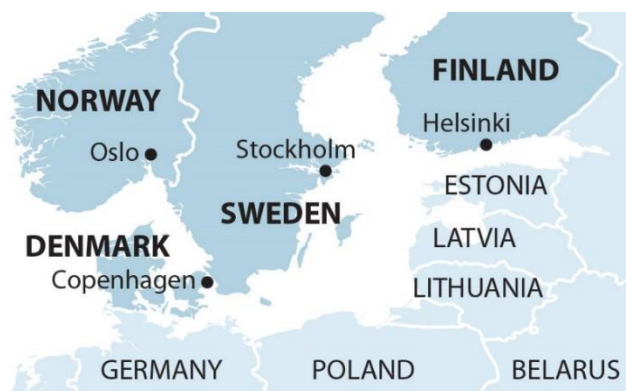 FINLAND
NORWAY
Helsinki
Oslo
Stockholm
ESTONIA
SWEDEN
DENMARK
LATVIA
Copenhagen
LITHUANIA
GERMANY
POLAND
BELARUS